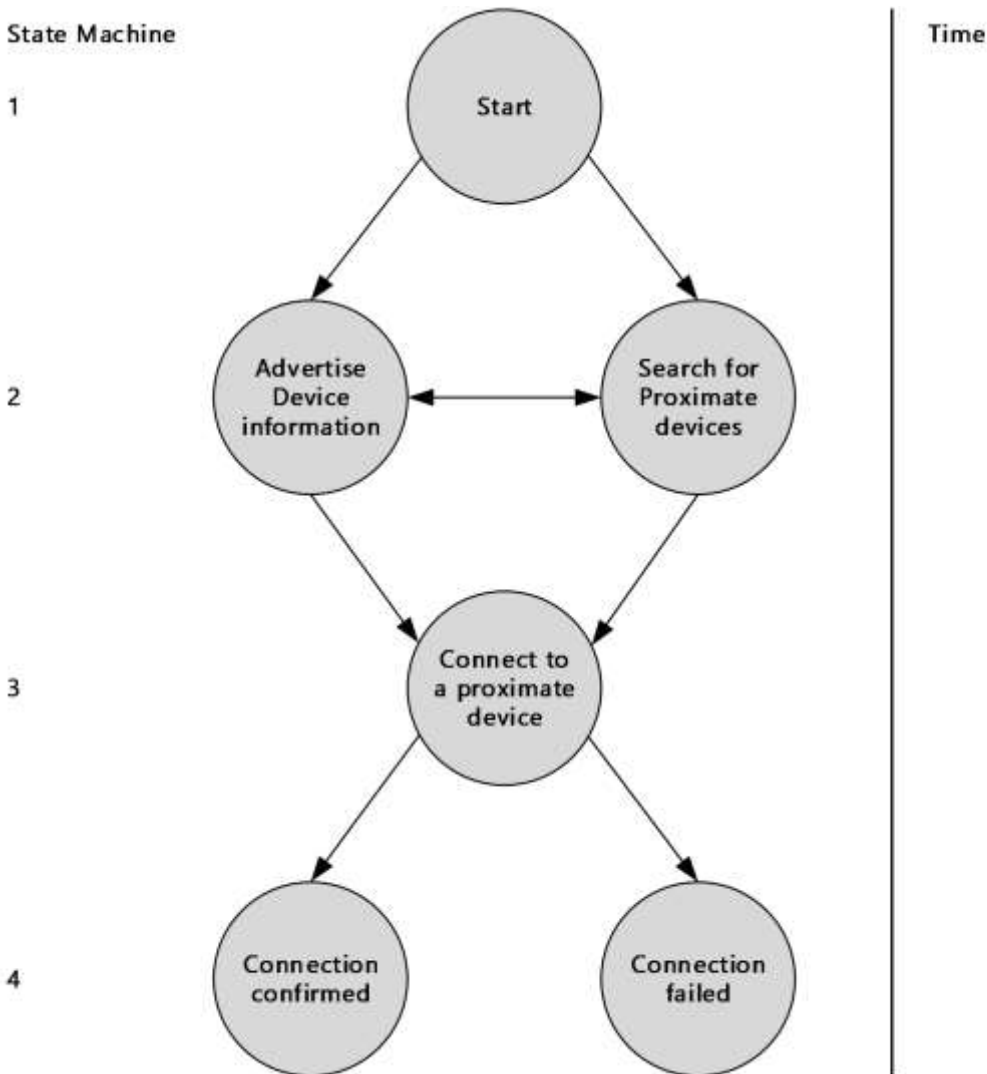 State Machine
Time
1
Start
2
Advertise
Device
information
Search for
Proximate
devices
3
Connect to
a proximate
device
4
Connection
confirmed
Connection
failed